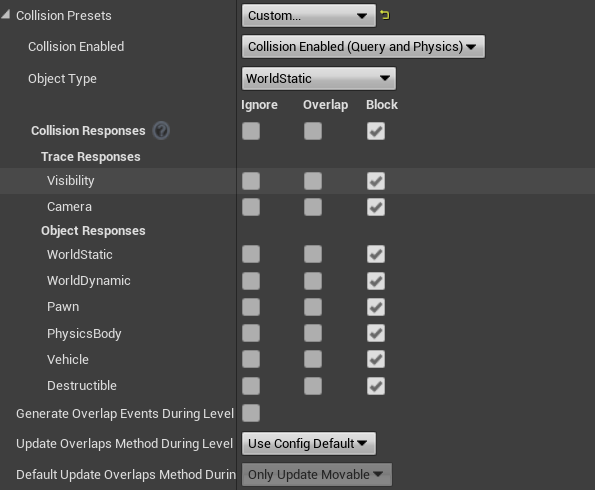 Collision Presets Custom...
Collision Enabled Collision Enabled (Query and Physics)
Object Type WorldStatic
Ignore Overlap Block
Collision Responses ?
Trace Responses
Visibility
Camera
Object Responses
WorldStatic
WorldDynamic
Pawn
PhysicsBody
Vehicle
Destructible
Generate Overlap Events During Level
Update Overlaps Method During Level Use Config Default
Default Update Overlaps Method Durin Only Update Movable